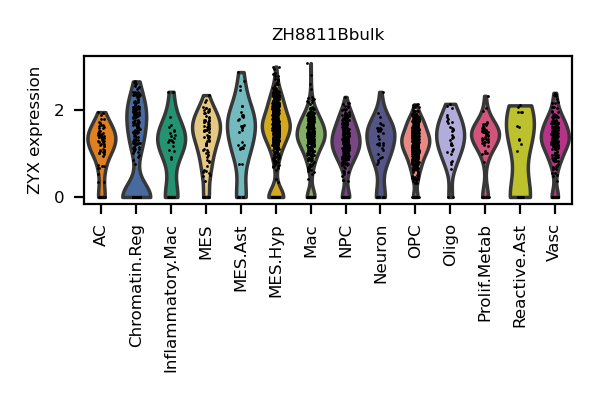 ZH8811Bbulk
ZYX expression
2
0
AC
Chromatin.Reg
Inflammatory.Mac
MES
MES.Ast
MES.Hyp
Mac
NPC
Neuron
OPC
Oligo
Prolif.Metab
Reactive.Ast
Vasc